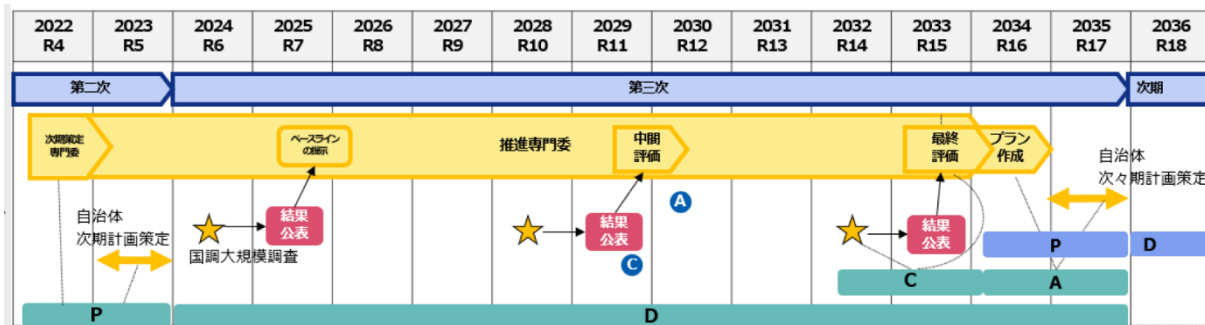 2022 2023 2024 2025 2026 2027 2028 2029 2030 2031 2032 2033 2034 2035 2036
R4 R5 R6 R7 R8 R9 R10 R11 R12 R13 R14 R15 R16 R17 R18
第二次 第三次 次期
次期策定
専門委
ベースライン
の提示
推進専門委
中間
評価
最終
評価
プラン
作成
自治体
次々期計画策定
自治体
次期計画策定
国調大規模調査
結果
公表
結果
公表
結果
公表
A
C
P D
C A
P D